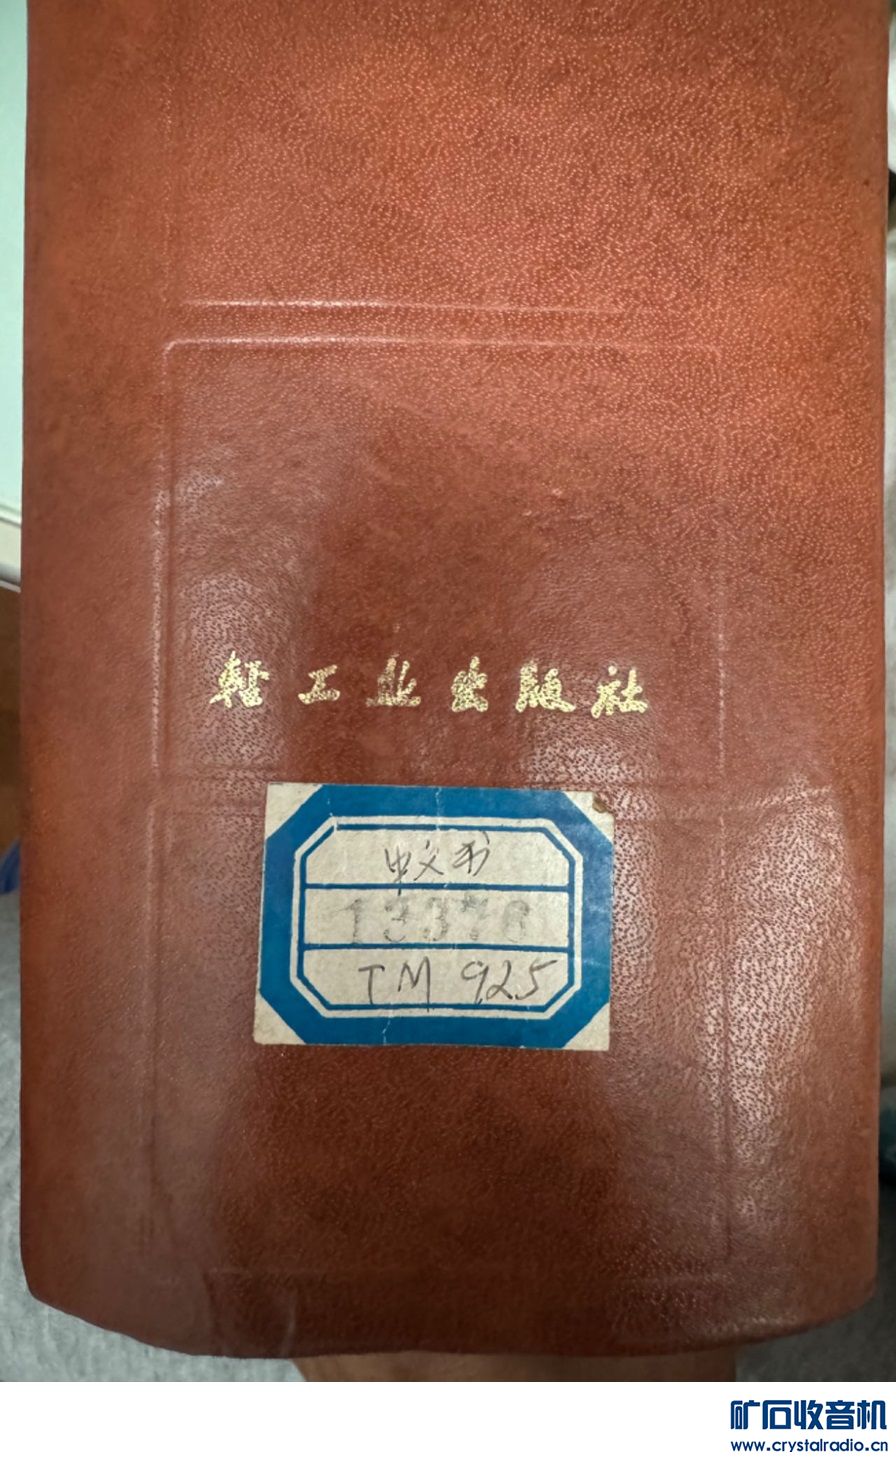 轻工业出版社
中文书
13376
TM 925
矿石收音机
www.crystalradio.cn